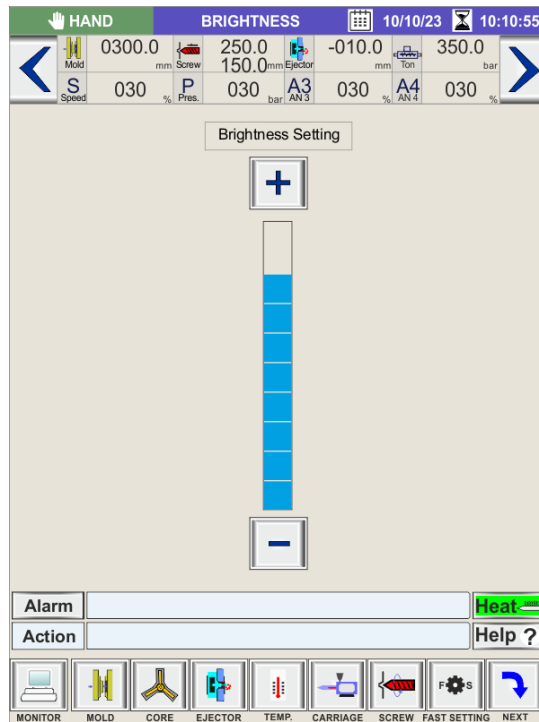 HAND BRIGHTNESS 10/10/23 10:10:55
Mold 0300.0 mm Screw 250.0 150.0 mm Ejector -010.0 mm Ton 350.0 bar
S Speed 030 % P Pres. 030 bar A3 AN 3 030 % A4 AN 4 030 %
Brightness Setting
+
−
Alarm Heat
Action Help ?
F S
MONITOR MOLD CORE EJECTOR TEMP. CARRIAGE SCREW FAST SETTING NEXT